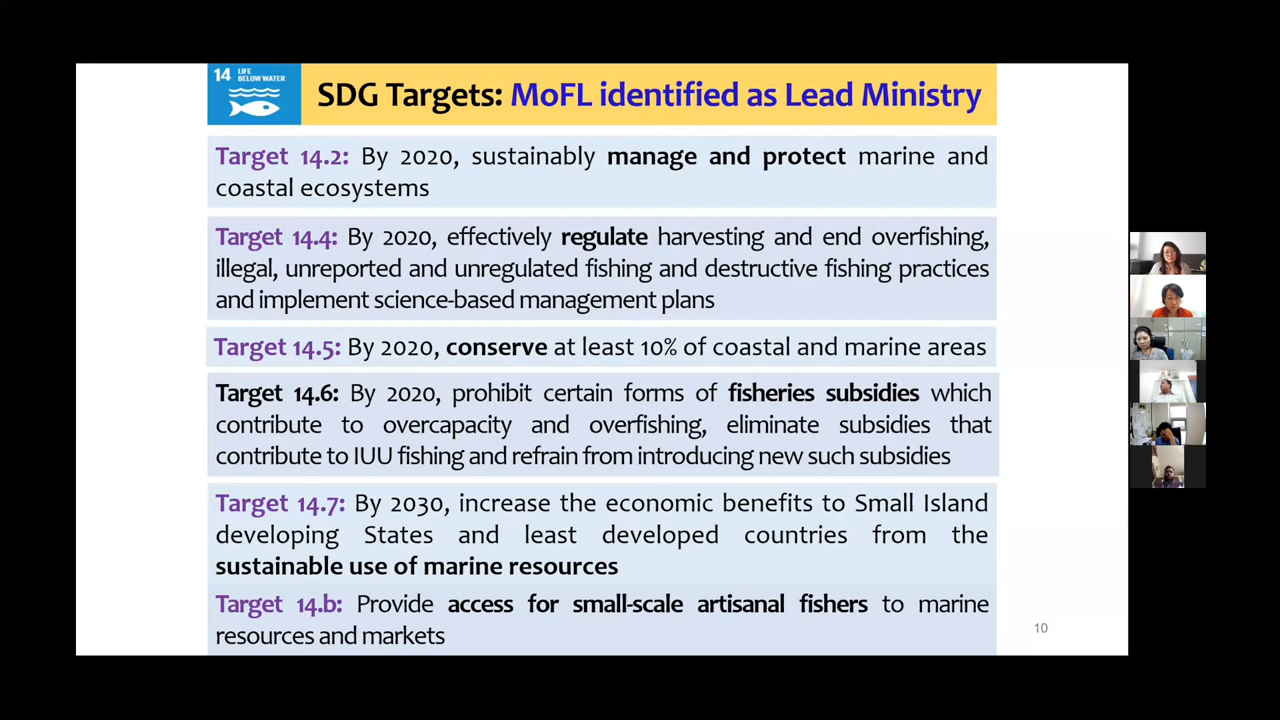 14 LIFE
BELOW WATER
SDG Targets: MoFL identified as Lead Ministry
Target 14.2: By 2020, sustainably manage and protect marine and
coastal ecosystems
Target 14.4: By 2020, effectively regulate harvesting and end overfishing,
illegal, unreported and unregulated fishing and destructive fishing practices
and implement science-based management plans
Target 14.5: By 2020, conserve at least 10% of coastal and marine areas
Target 14.6: By 2020, prohibit certain forms of fisheries subsidies which
contribute to overcapacity and overfishing, eliminate subsidies that
contribute to IUU fishing and refrain from introducing new such subsidies
Target 14.7: By 2030, increase the economic benefits to Small Island
developing States and least developed countries from the
sustainable use of marine resources
Target 14.b: Provide access for small-scale artisanal fishers to marine
resources and markets
10